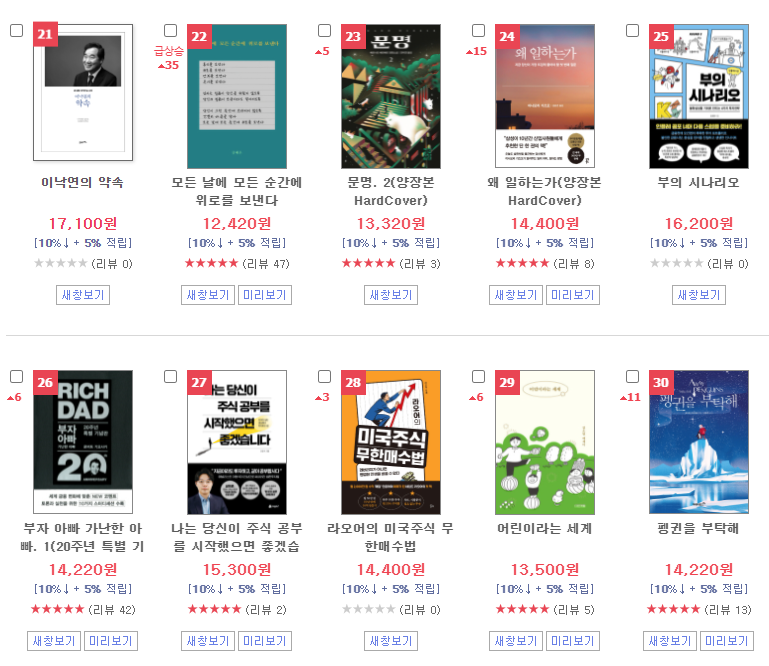 21
22
23
24
25
급상승
35
5
15
약속
모든 순간에 위로를 보낸다
문명
왜 일하는가
부의
시나리오
이낙연의 약속
모든 날에 모든 순간에
위로를 보낸다
문명. 2(양장본
HardCover)
왜 일하는가(양장본
HardCover)
부의 시나리오
17,100원
12,420원
13,320원
14,400원
16,200원
[10%↓+ 5% 적립]
[10%↓+ 5% 적립]
[10%↓+ 5% 적립]
[10%↓+ 5% 적립]
[10%↓+ 5% 적립]
★★★★★ (리뷰 0)
★★★★★ (리뷰 47)
★★★★★ (리뷰 3)
★★★★★ (리뷰 8)
★★★★★ (리뷰 0)
새창보기
새창보기 미리보기
새창보기
새창보기 미리보기
새창보기
26
27
28
29
30
6
3
6
11
RICH
DAD
부자
아빠
20
나는 당신이
주식 공부를
시작했으면
좋겠습니다
라오어의
미국주식
무한매수법
어린이라는 세계
펭귄을 부탁해
부자 아빠 가난한 아
빠. 1(20주년 특별 기
나는 당신이 주식 공부
를 시작했으면 좋겠습
라오어의 미국주식 무
한매수법
어린이라는 세계
펭귄을 부탁해
14,220원
15,300원
14,400원
13,500원
14,220원
[10%↓+ 5% 적립]
[10%↓+ 5% 적립]
[10%↓+ 5% 적립]
[10%↓+ 5% 적립]
[10%↓+ 5% 적립]
★★★★★ (리뷰 42)
★★★★★ (리뷰 2)
★★★★★ (리뷰 0)
★★★★★ (리뷰 5)
★★★★★ (리뷰 13)
새창보기 미리보기
새창보기 미리보기
새창보기
새창보기 미리보기
새창보기 미리보기